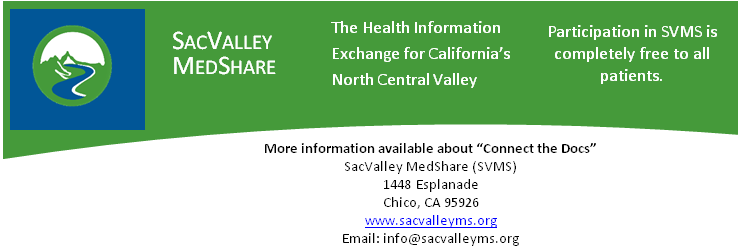 SACVALLEY
MEDSHARE
The Health Information
Exchange for California's
North Central Valley
Participation in SVMS is
completely free to all
patients.
More information available about “Connect the Docs”
SacValley MedShare (SVMS)
1448 Esplanade
Chico, CA 95926
www.sacvalleyms.org
Email: info@sacvalleyms.org